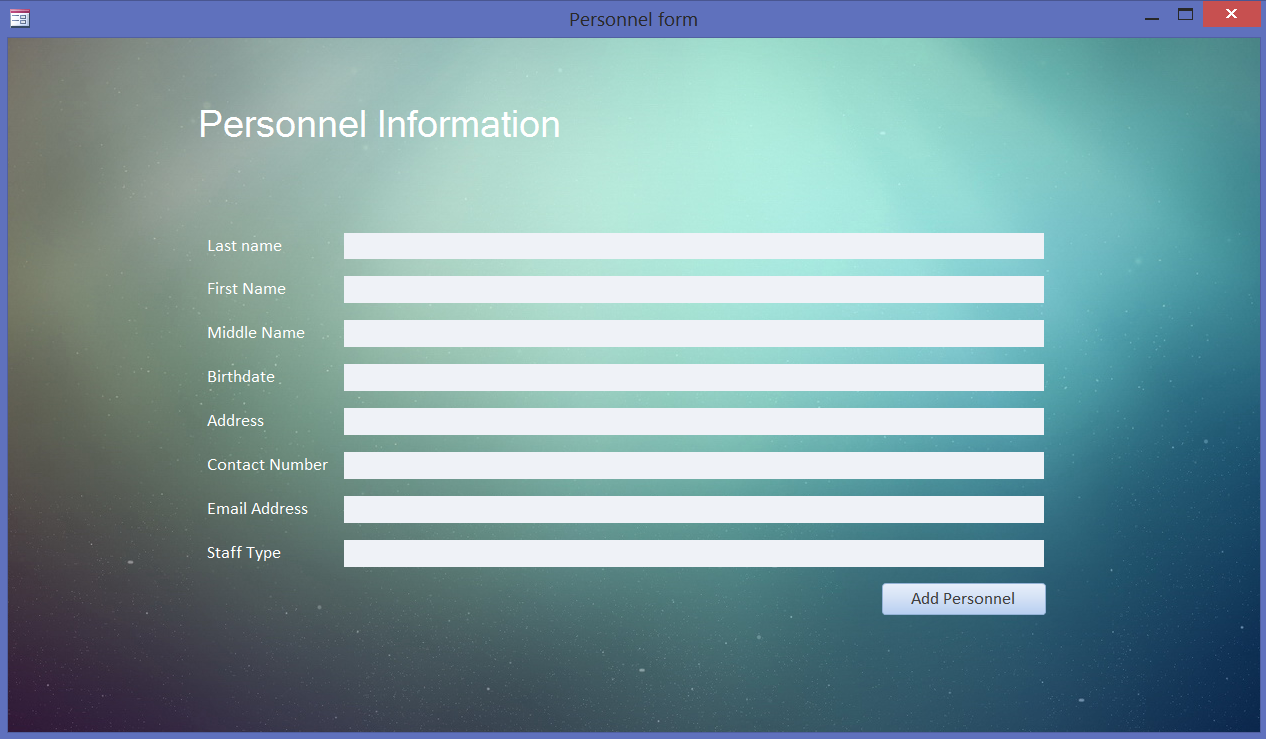 Personnel form
Personnel Information
Last name
First Name
Middle Name
Birthdate
Address
Contact Number
Email Address
Staff Type
Add Personnel